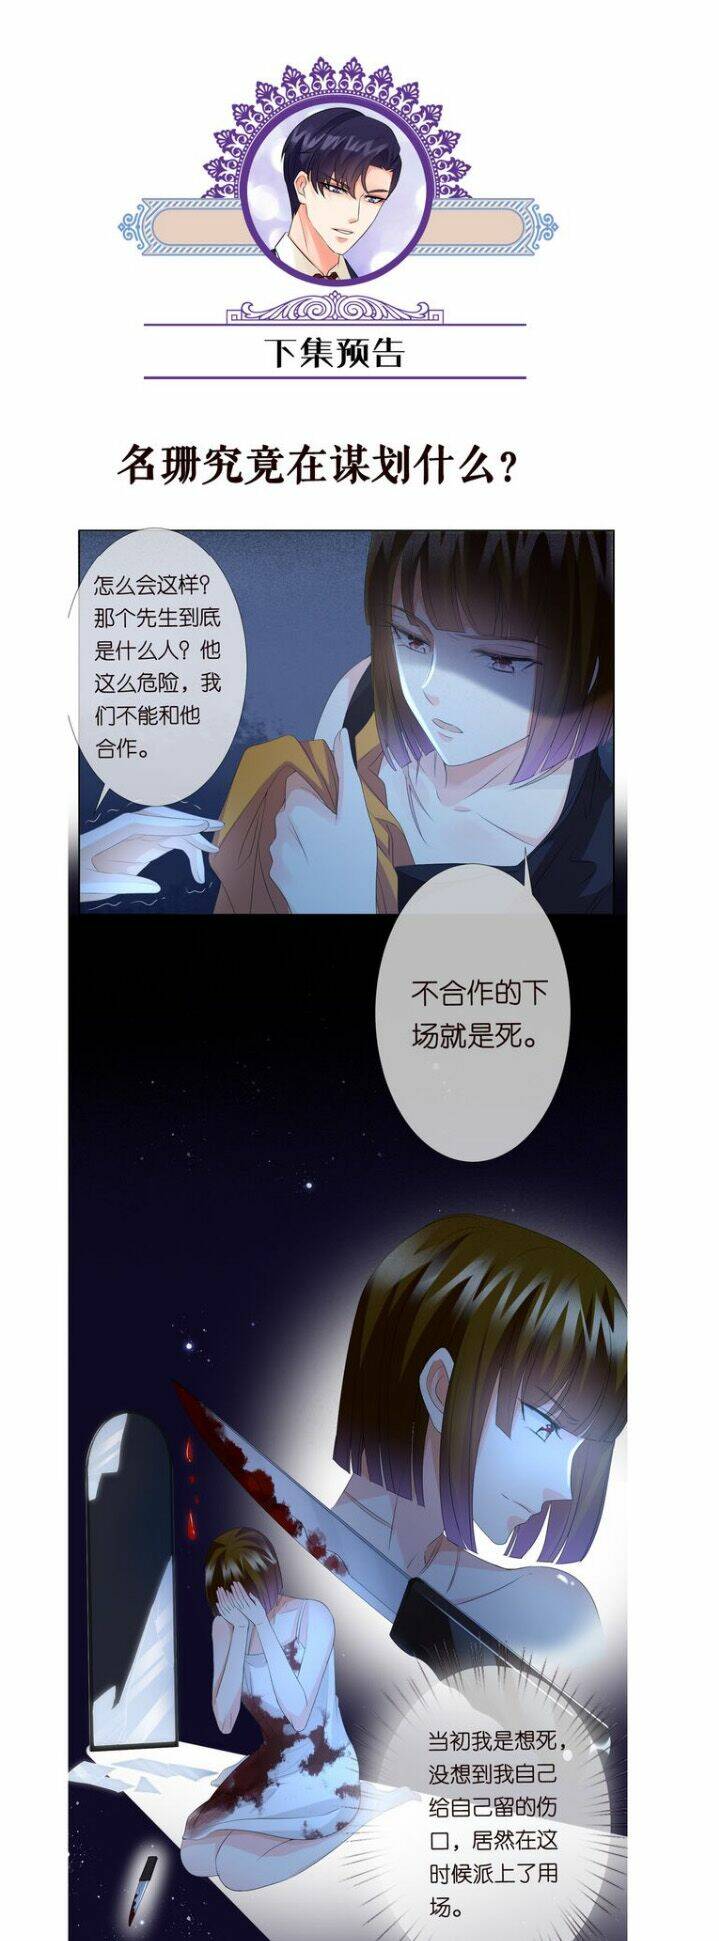 下集预告
名珊究竟在谋划什么？
怎么会这样？
那个先生到底
是什么人？他
这么危险，我
们不能和他
合作。
不合作的下
场就是死。
当初我是想死，
没想到我自己
给自己留的伤
口，居然在这
时候派上了用
场。